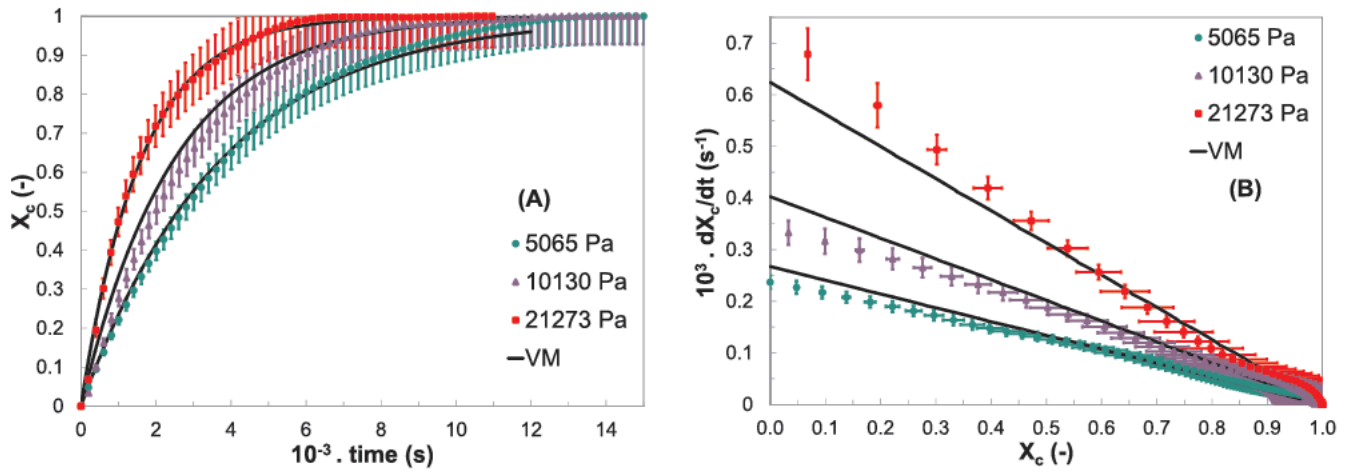 1
0.9
0.8
0.7
0.6
0.5
0.4
0.3
0.2
0.1
0
X_c (-)
0 2 4 6 8 10 12 14
10⁻³ . time (s)
(A)
5065 Pa
10130 Pa
21273 Pa
VM
0.7
0.6
0.5
0.4
0.3
0.2
0.1
0
10³ . dX_c/dt (s⁻¹)
0.0 0.1 0.2 0.3 0.4 0.5 0.6 0.7 0.8 0.9 1.0
X_c (-)
5065 Pa
10130 Pa
21273 Pa
VM
(B)